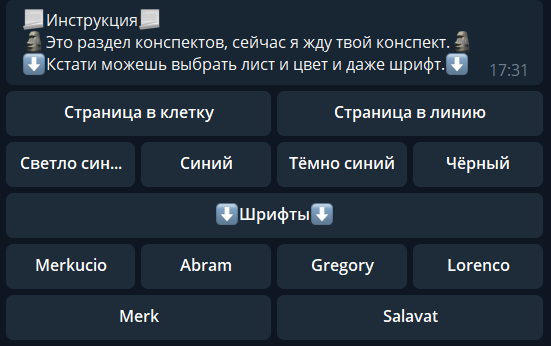 Инструкция
Это раздел конспектов, сейчас я жду твой конспект.
Кстати можешь выбрать лист и цвет и даже шрифт.
17:31
Страница в клетку
Страница в линию
Светло син...
Синий
Тёмно синий
Чёрный
Шрифты
Merkucio
Abram
Gregory
Lorenco
Merk
Salavat